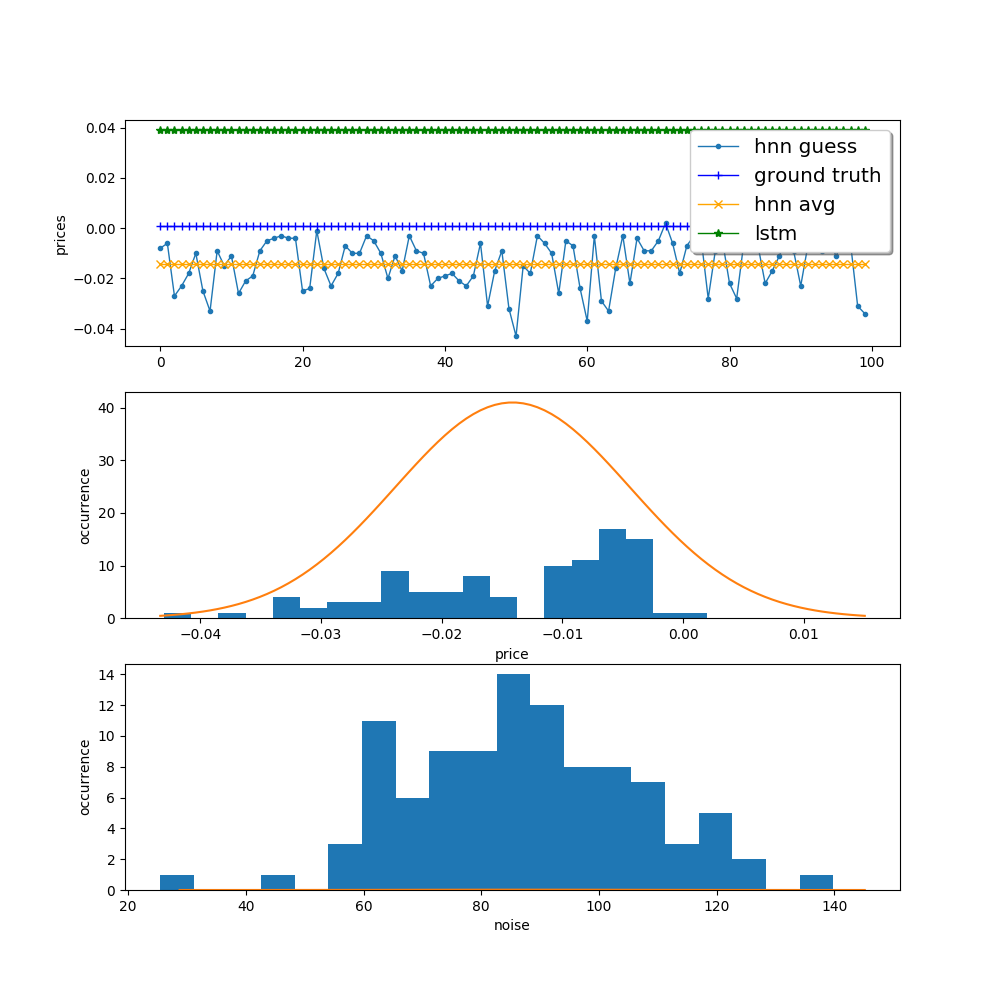 0.04
0.02
0.00
−0.02
−0.04
prices
hnn guess
ground truth
hnn avg
lstm
0 20 40 60 80 100
40
30
20
10
0
occurrence
−0.04 −0.03 −0.02 −0.01 0.00 0.01
price
14
12
10
8
6
4
2
0
occurrence
20 40 60 80 100 120 140
noise